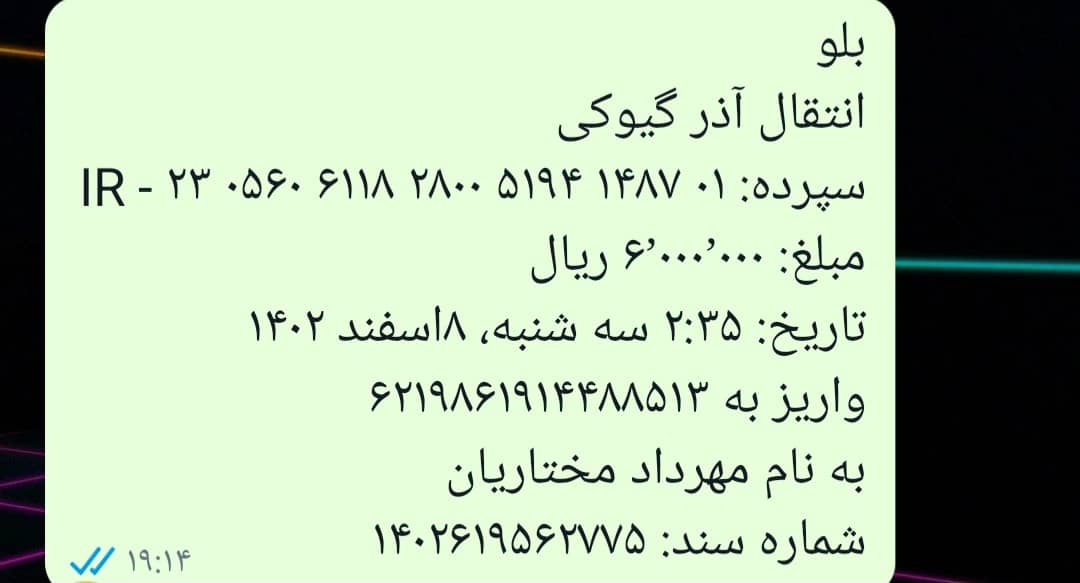 بلو
انتقال آذر گیوکی
سپرده: ۰۱ ۱۴۸۷ ۵۱۹۴ ۲۸۰۰ ۶۱۱۸ ۰۵۶۰ ۲۳ - IR
مبلغ: ۶٬۰۰۰٬۰۰۰ ریال
تاریخ: ۲:۳۵ سه شنبه، ۸اسفند ۱۴۰۲
واریز به ۶۲۱۹۸۶۱۹۱۴۴۸۸۵۱۳
به نام مهرداد مختاریان
شماره سند: ۱۴۰۲۶۱۹۵۶۲۷۷۵
۱۹:۱۴